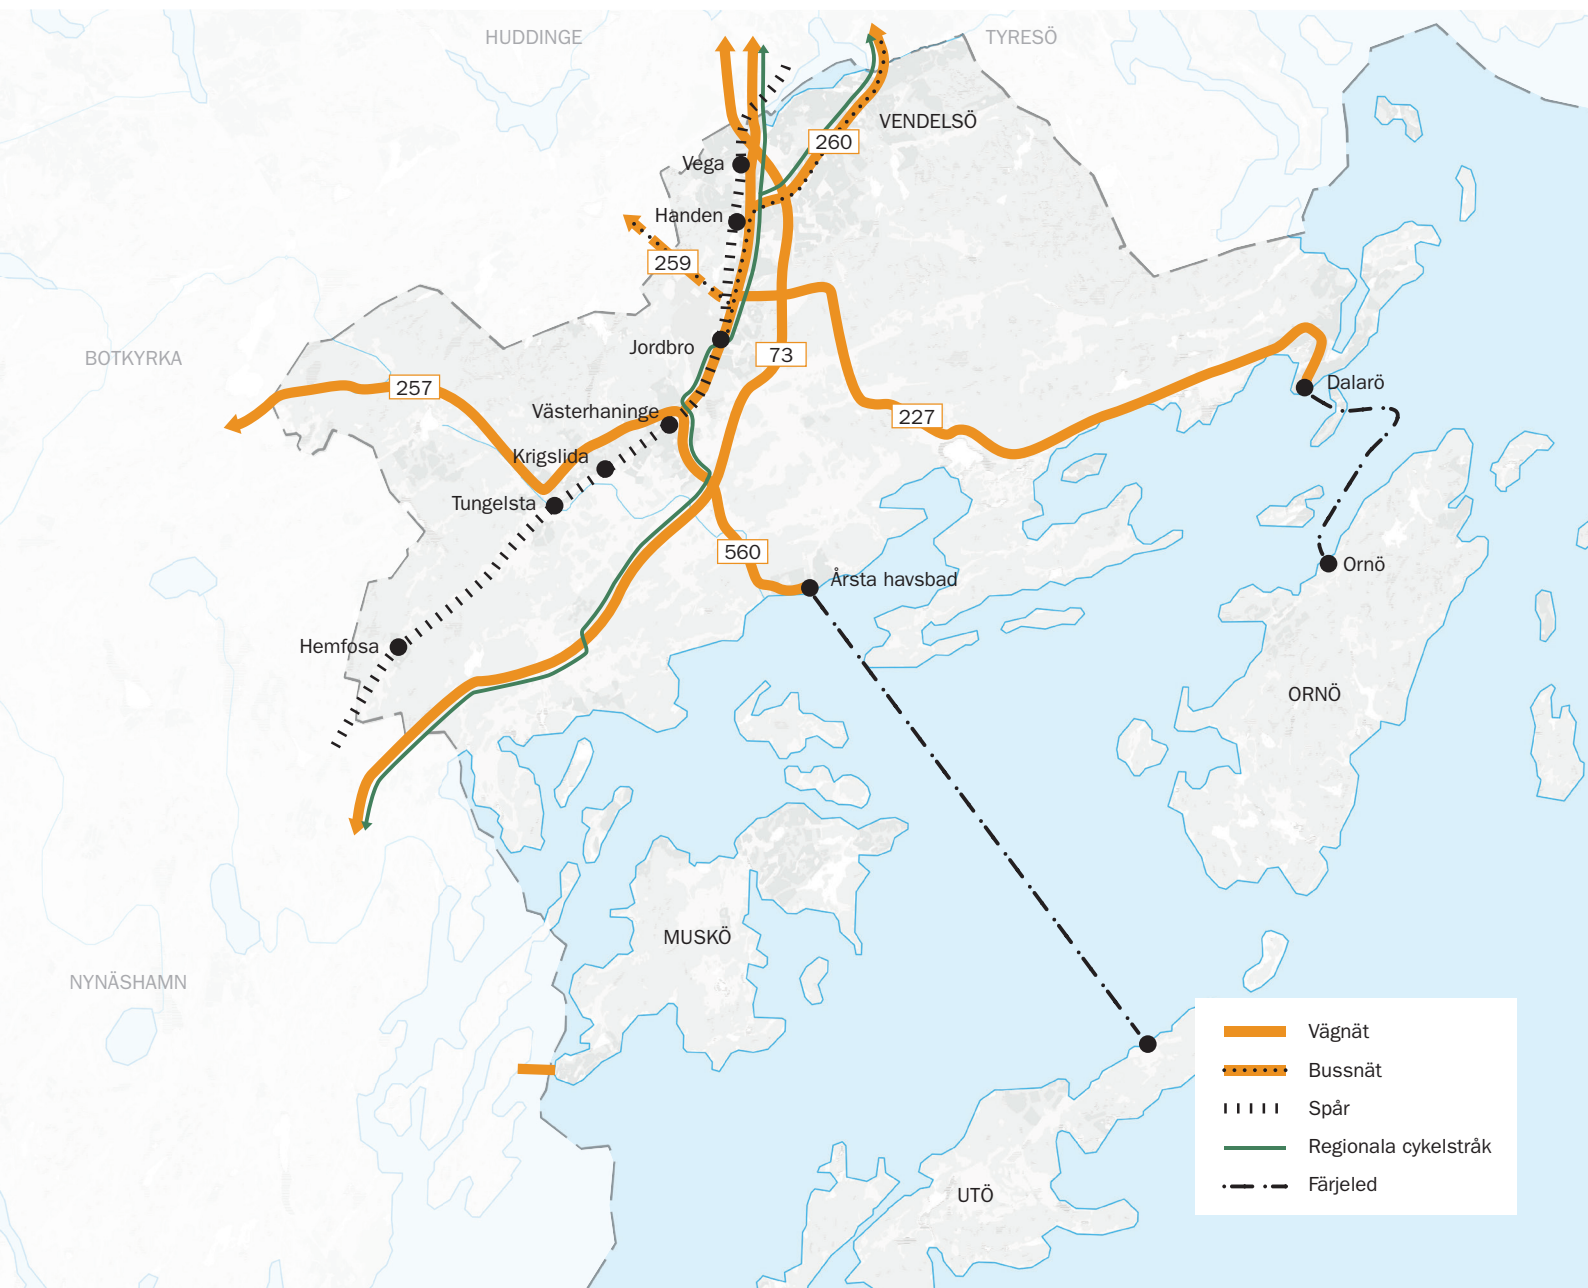 HUDDINGE
TYRESÖ
VENDELSÖ
260
Vega
Handen
259
Jordbro
73
BOTKYRKA
257
Dalarö
Västerhaninge
227
Krigslida
Tungelsta
560
Ornö
Årsta havsbad
Hemfosa
ORNÖ
MUSKÖ
NYNÄSHAMN
UTÖ
Vägnät
Bussnät
Spår
Regionala cykelstråk
Färjeled